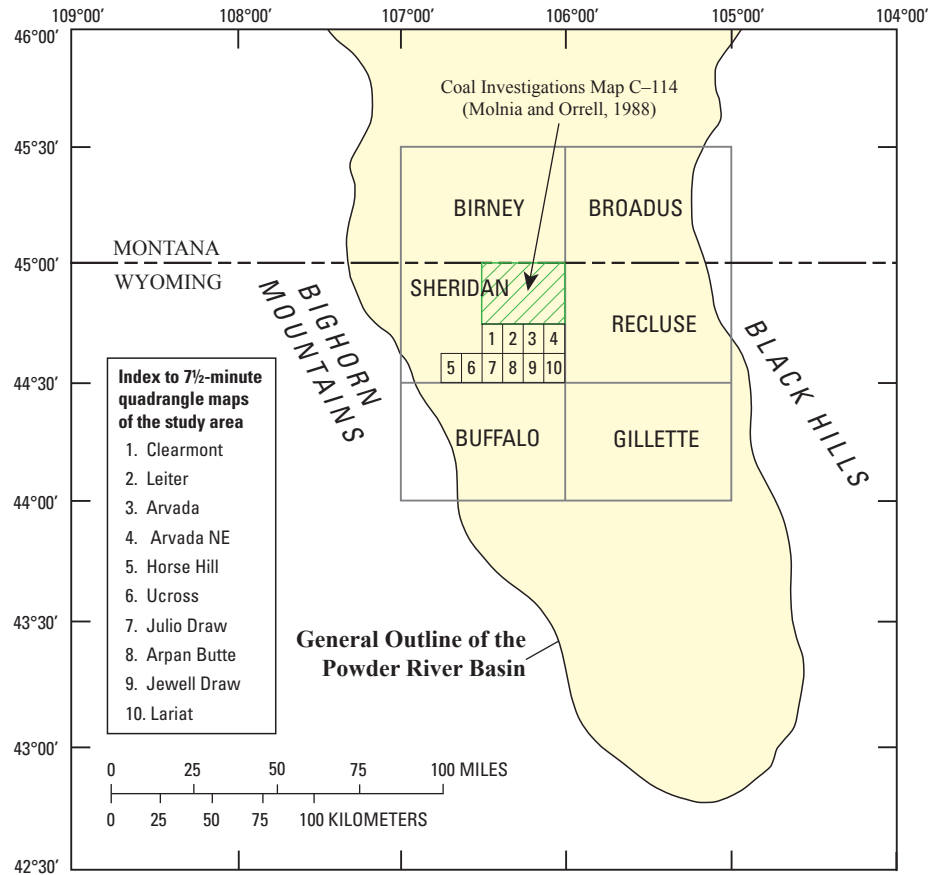 109°00′ 108°00′ 107°00′ 106°00′ 105°00′ 104°00′
46°00′
Coal Investigations Map C–114
(Molnia and Orrell, 1988)
45°30′
BIRNEY BROADUS
MONTANA
45°00′
WYOMING
SHERIDAN
BIGHORN
MOUNTAINS
RECLUSE
BLACK HILLS
1 2 3 4
5 6 7 8 9 10
44°30′
Index to 7½-minute
quadrangle maps
of the study area
1. Clearmont
2. Leiter
3. Arvada
4. Arvada NE
5. Horse Hill
6. Ucross
7. Julio Draw
8. Arpan Butte
9. Jewell Draw
10. Lariat
BUFFALO GILLETTE
44°00′
43°30′
General Outline of the
Powder River Basin
43°00′
0 25 50 75 100 MILES
0 25 50 75 100 KILOMETERS
42°30′